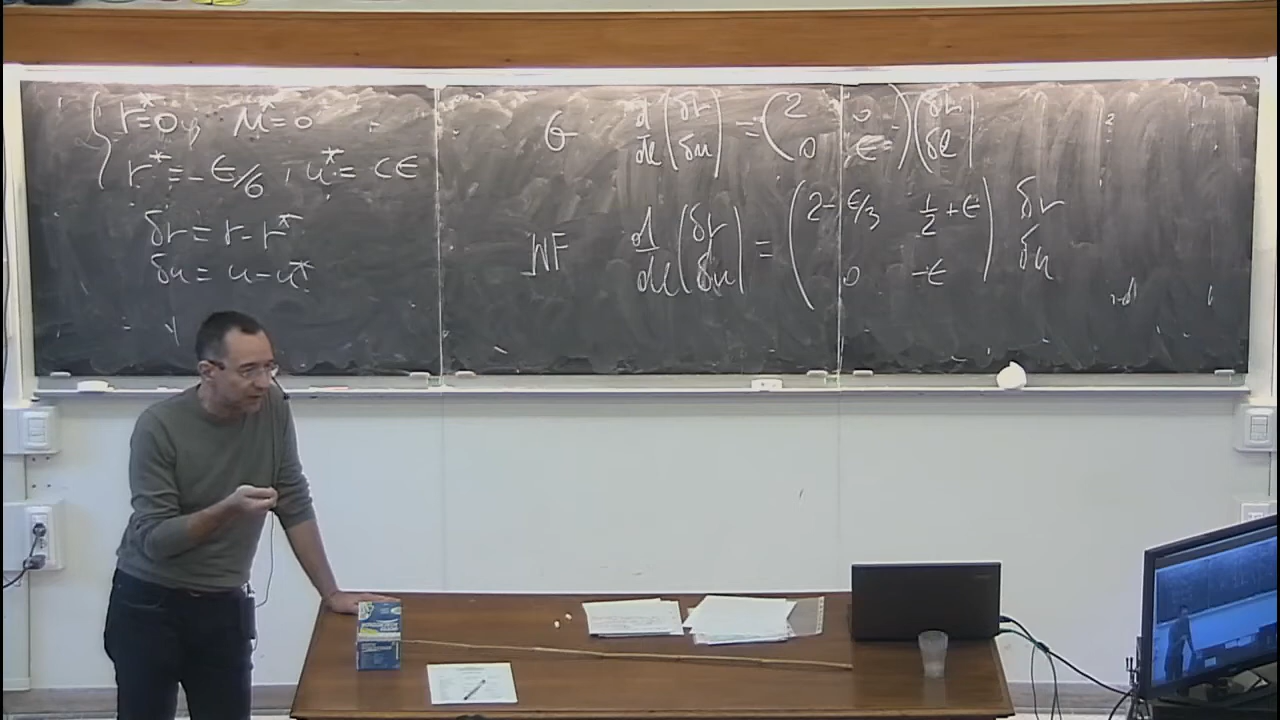 r*=0, u*=0
r*=-ϵ/6, u*=cϵ
δr=r-r*
δu=u-u*
G d/dl (δr δu) = (2 0 0 ϵ) (δr δl)
WF d/dl (δr δu) = (2-ϵ/3 1/2+ϵ 0 -ϵ) δr δu